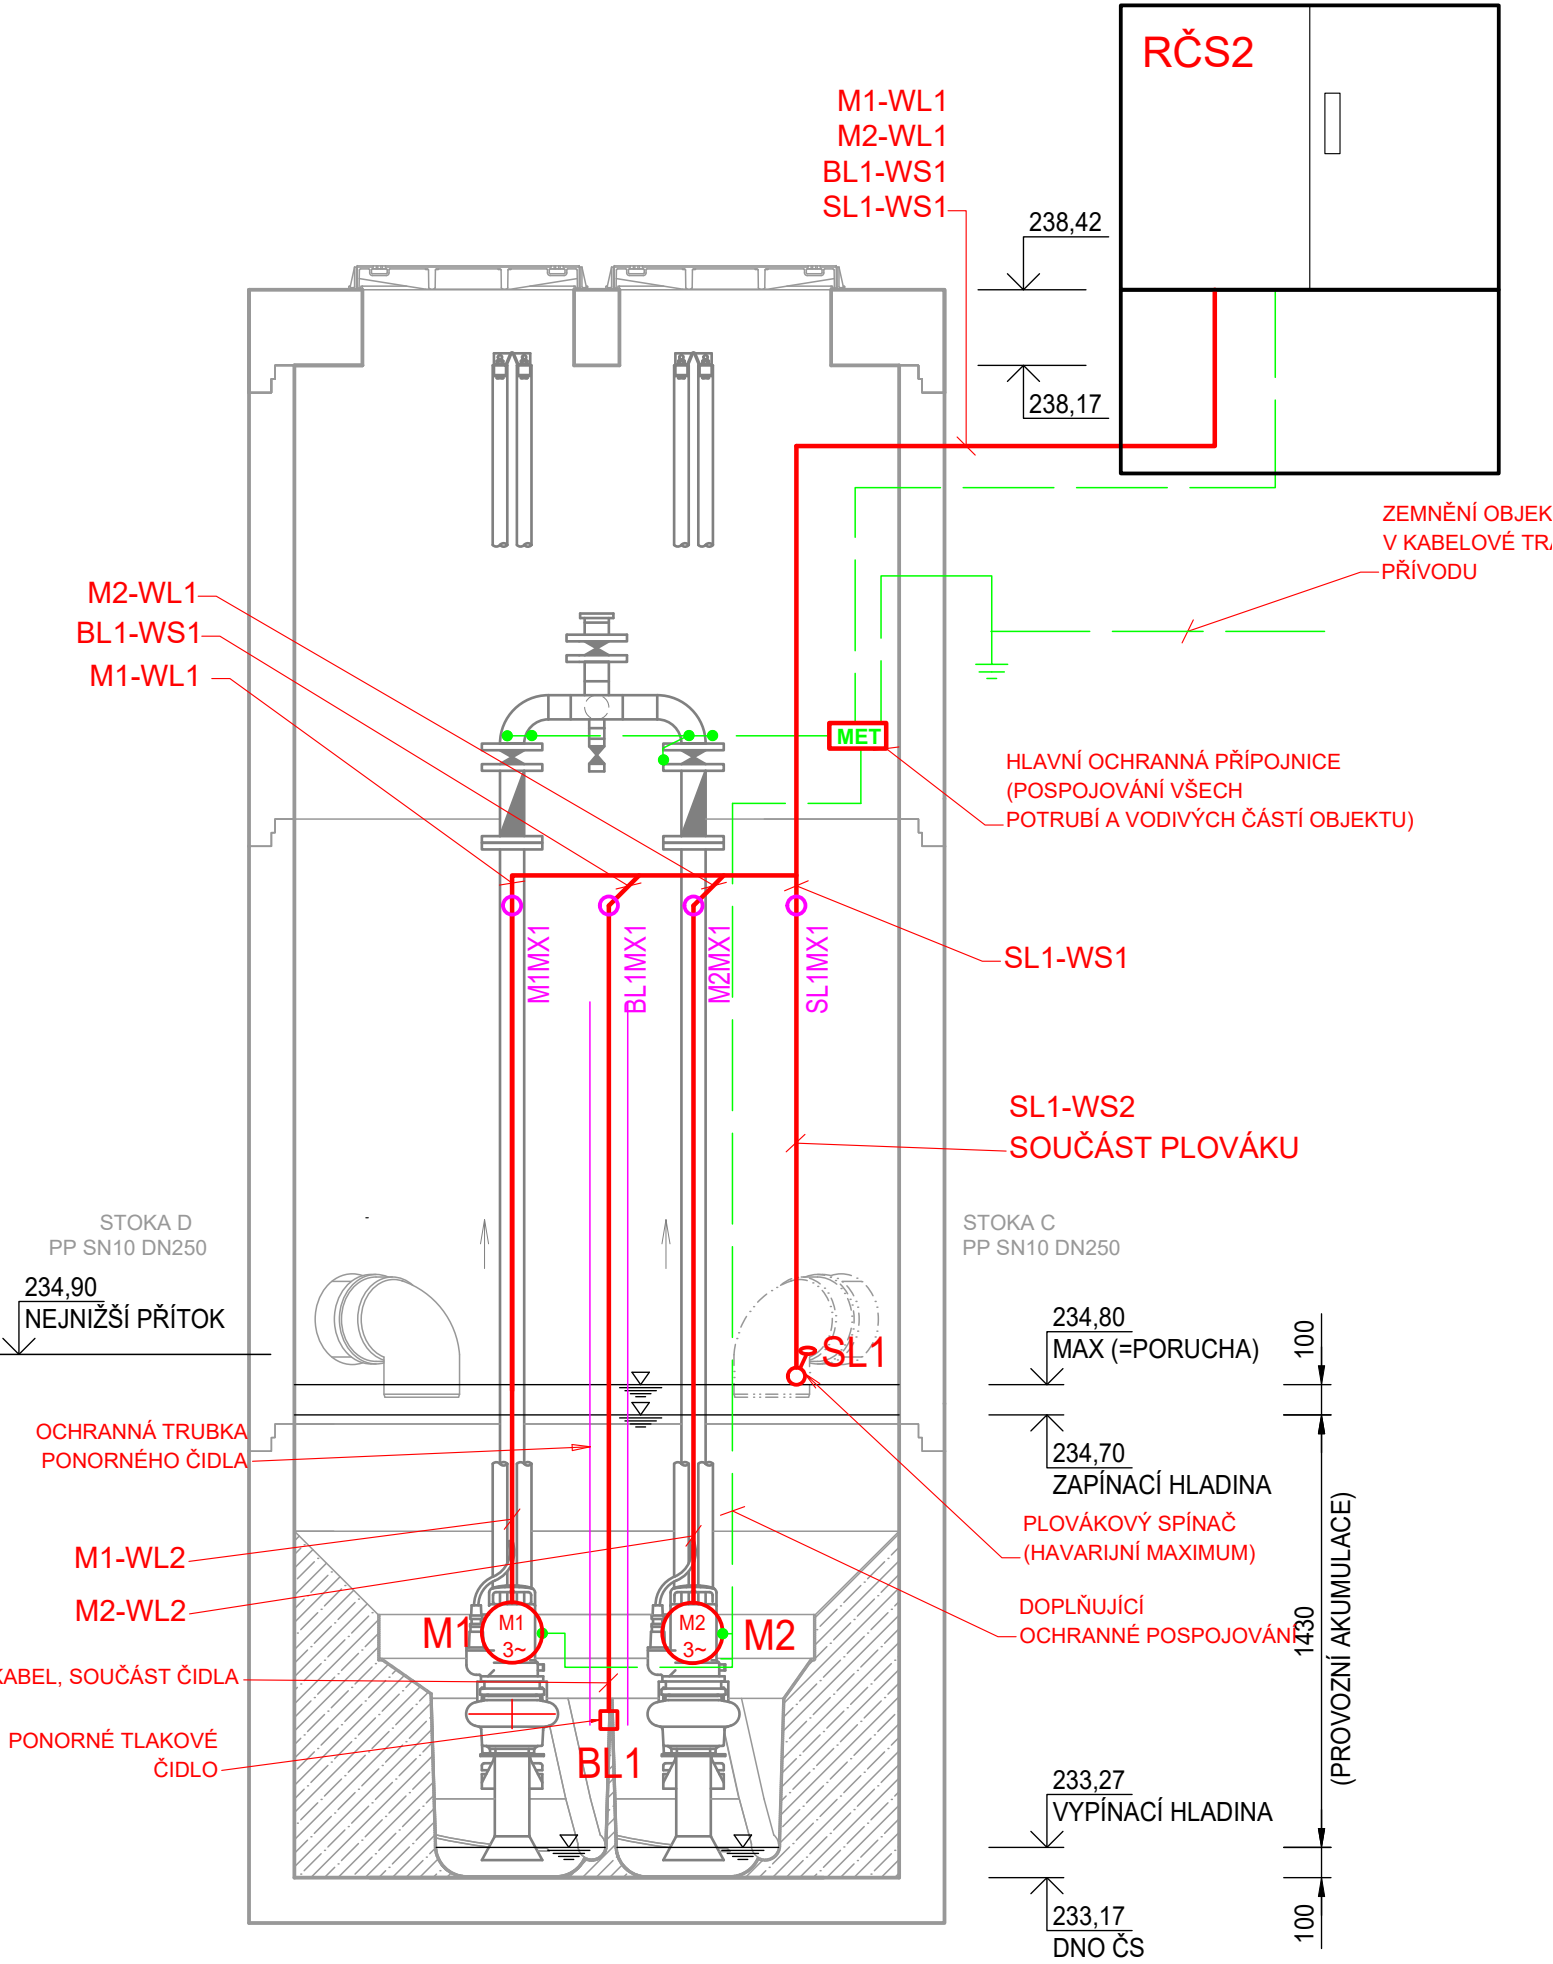 RČS2
M1-WL1
M2-WL1
BL1-WS1
SL1-WS1
238,42
238,17
ZEMNĚNÍ OBJEK
V KABELOVÉ TRA
PŘÍVODU
M2-WL1
BL1-WS1
M1-WL1
MET
HLAVNÍ OCHRANNÁ PŘÍPOJNICE
(POSPOJOVÁNÍ VŠECH
POTRUBÍ A VODIVÝCH ČÁSTÍ OBJEKTU)
M1MX1
BL1MX1
M2MX1
SL1MX1
SL1-WS1
SL1-WS2
SOUČÁST PLOVÁKU
STOKA D
PP SN10 DN250
STOKA C
PP SN10 DN250
234,90
NEJNIŽŠÍ PŘÍTOK
SL1
234,80
MAX (=PORUCHA)
100
OCHRANNÁ TRUBKA
PONORNÉHO ČIDLA
234,70
ZAPÍNACÍ HLADINA
PLOVÁKOVÝ SPÍNAČ
(HAVARIJNÍ MAXIMUM)
M1-WL2
M2-WL2
DOPLŇUJÍCÍ
OCHRANNÉ POSPOJOVÁNÍ
1430
(PROVOZNÍ AKUMULACE)
M1
M1
3~
M2
3~
M2
KABEL, SOUČÁST ČIDLA
PONORNÉ TLAKOVÉ
ČIDLO
BL1
233,27
VYPÍNACÍ HLADINA
233,17
DNO ČS
100